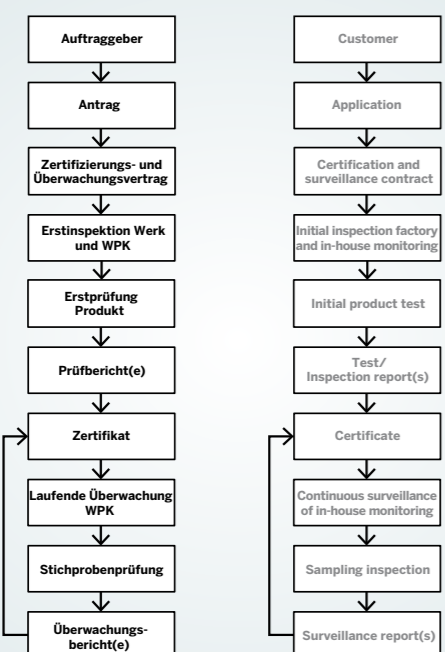 Auftraggeber
Antrag
Zertifizierungs- und
Überwachungsvertrag
Erstinspektion Werk
und WPK
Erstprüfung
Produkt
Prüfbericht(e)
Zertifikat
Laufende Überwachung
WPK
Stichprobenprüfung
Überwachungs-
bericht(e)
Customer
Application
Certification and
surveillance contract
Initial inspection factory
and in-house monitoring
Initial product test
Test/
Inspection report(s)
Certificate
Continuous surveillance
of in-house monitoring
Sampling inspection
Surveillance report(s)